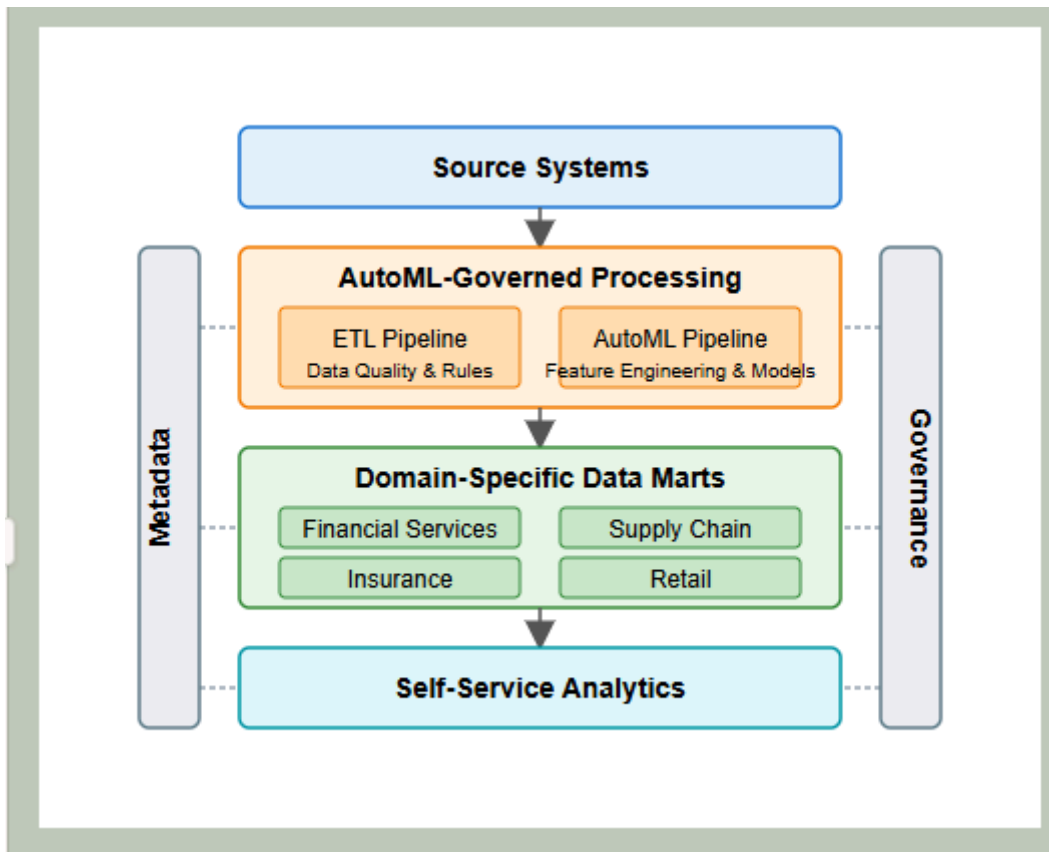 Source Systems
AutoML-Governed Processing
ETL Pipeline
Data Quality & Rules
AutoML Pipeline
Feature Engineering & Models
Domain-Specific Data Marts
Financial Services
Supply Chain
Insurance
Retail
Self-Service Analytics
Metadata
Governance